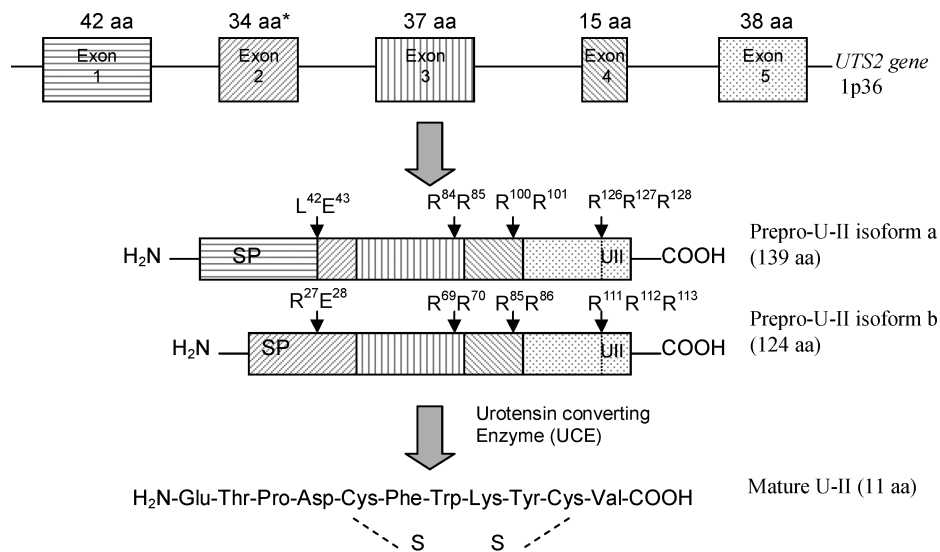 42 aa 34 aa* 37 aa 15 aa 38 aa
Exon 1
Exon 2
Exon 3
Exon 4
Exon 5
UTS2 gene
1p36
L42E43 R84R85 R100R101 R126R127R128
H2N SP UII COOH
Prepro-U-II isoform a
(139 aa)
R27E28 R69R70 R85R86 R111R112R113
H2N SP UII COOH
Prepro-U-II isoform b
(124 aa)
Urotensin converting
Enzyme (UCE)
H2N-Glu-Thr-Pro-Asp-Cys-Phe-Trp-Lys-Tyr-Cys-Val-COOH
Mature U-II (11 aa)
S S